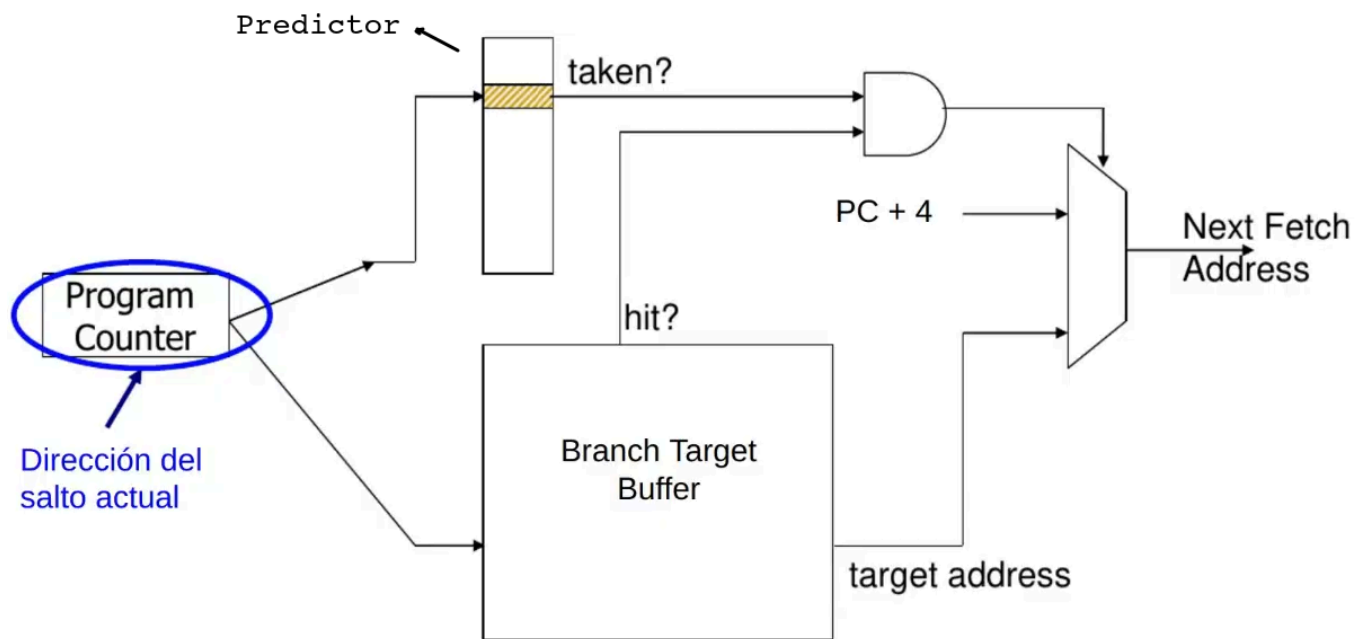 Predictor
taken?
PC + 4
Next Fetch
Address
Program
Counter
hit?
Dirección del
salto actual
Branch Target
Buffer
target address